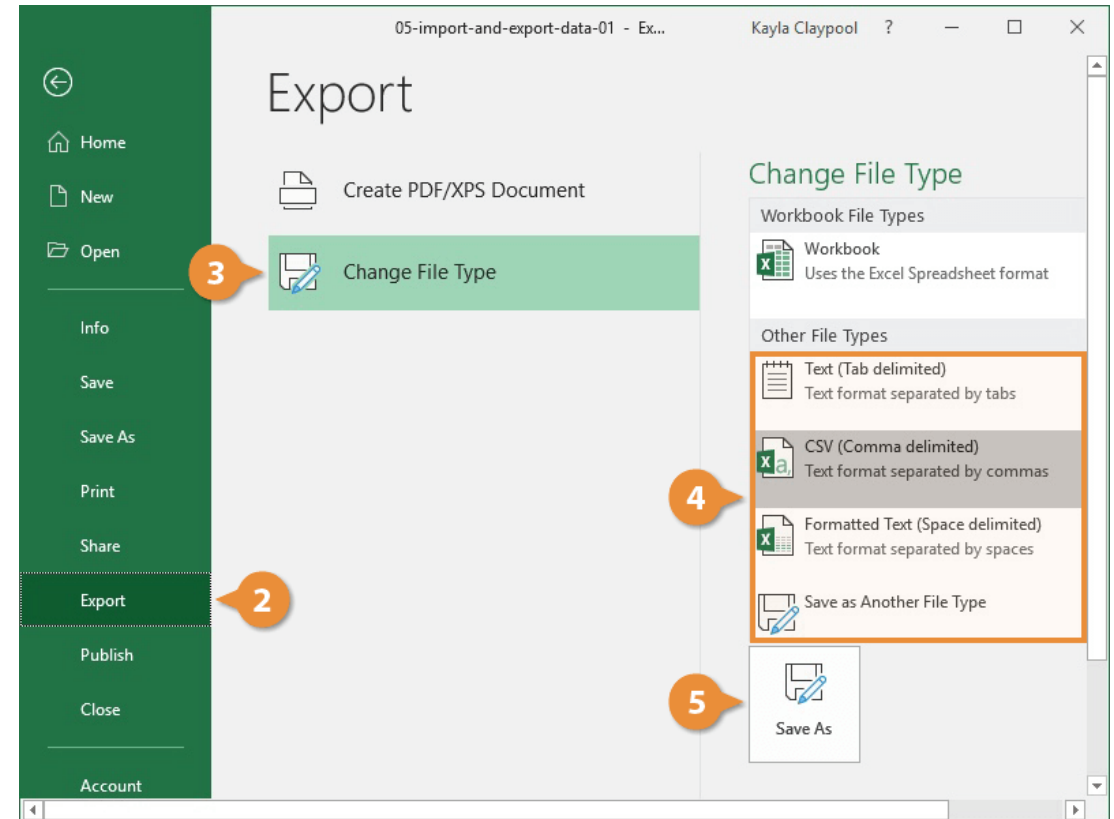 05-import-and-export-data-01 - Ex...
Kayla Claypool
?
Export
Home
New
Open
Info
Save
Save As
Print
Share
Export
Publish
Close
Account
2
Create PDF/XPS Document
3
Change File Type
Change File Type
Workbook File Types
Workbook
Uses the Excel Spreadsheet format
Other File Types
4
Text (Tab delimited)
Text format separated by tabs
CSV (Comma delimited)
Text format separated by commas
Formatted Text (Space delimited)
Text format separated by spaces
Save as Another File Type
5
Save As